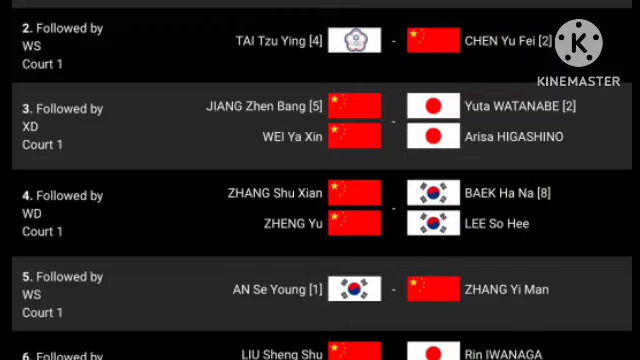 2. Followed by
WS
Court 1
TAI Tzu Ying [4] - CHEN Yu Fei [2]
KINEMASTER
3. Followed by
XD
Court 1
JIANG Zhen Bang [5] - Yuta WATANABE [2]
WEI Ya Xin Arisa HIGASHINO
4. Followed by
WD
Court 1
ZHANG Shu Xian - BAEK Ha Na [8]
ZHENG Yu LEE So Hee
5. Followed by
WS
Court 1
AN Se Young [1] - ZHANG Yi Man
6. Followed by
LIU Sheng Shu Rin IWANAGA